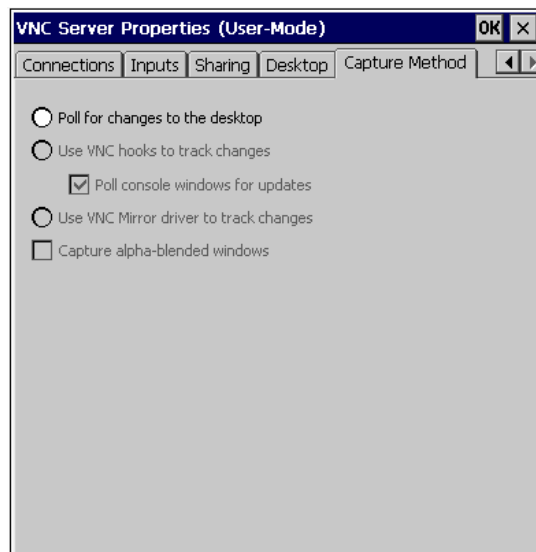 VNC Server Properties (User-Mode) OK ×
Connections Inputs Sharing Desktop Capture Method
Poll for changes to the desktop
Use VNC hooks to track changes
Poll console windows for updates
Use VNC Mirror driver to track changes
Capture alpha-blended windows